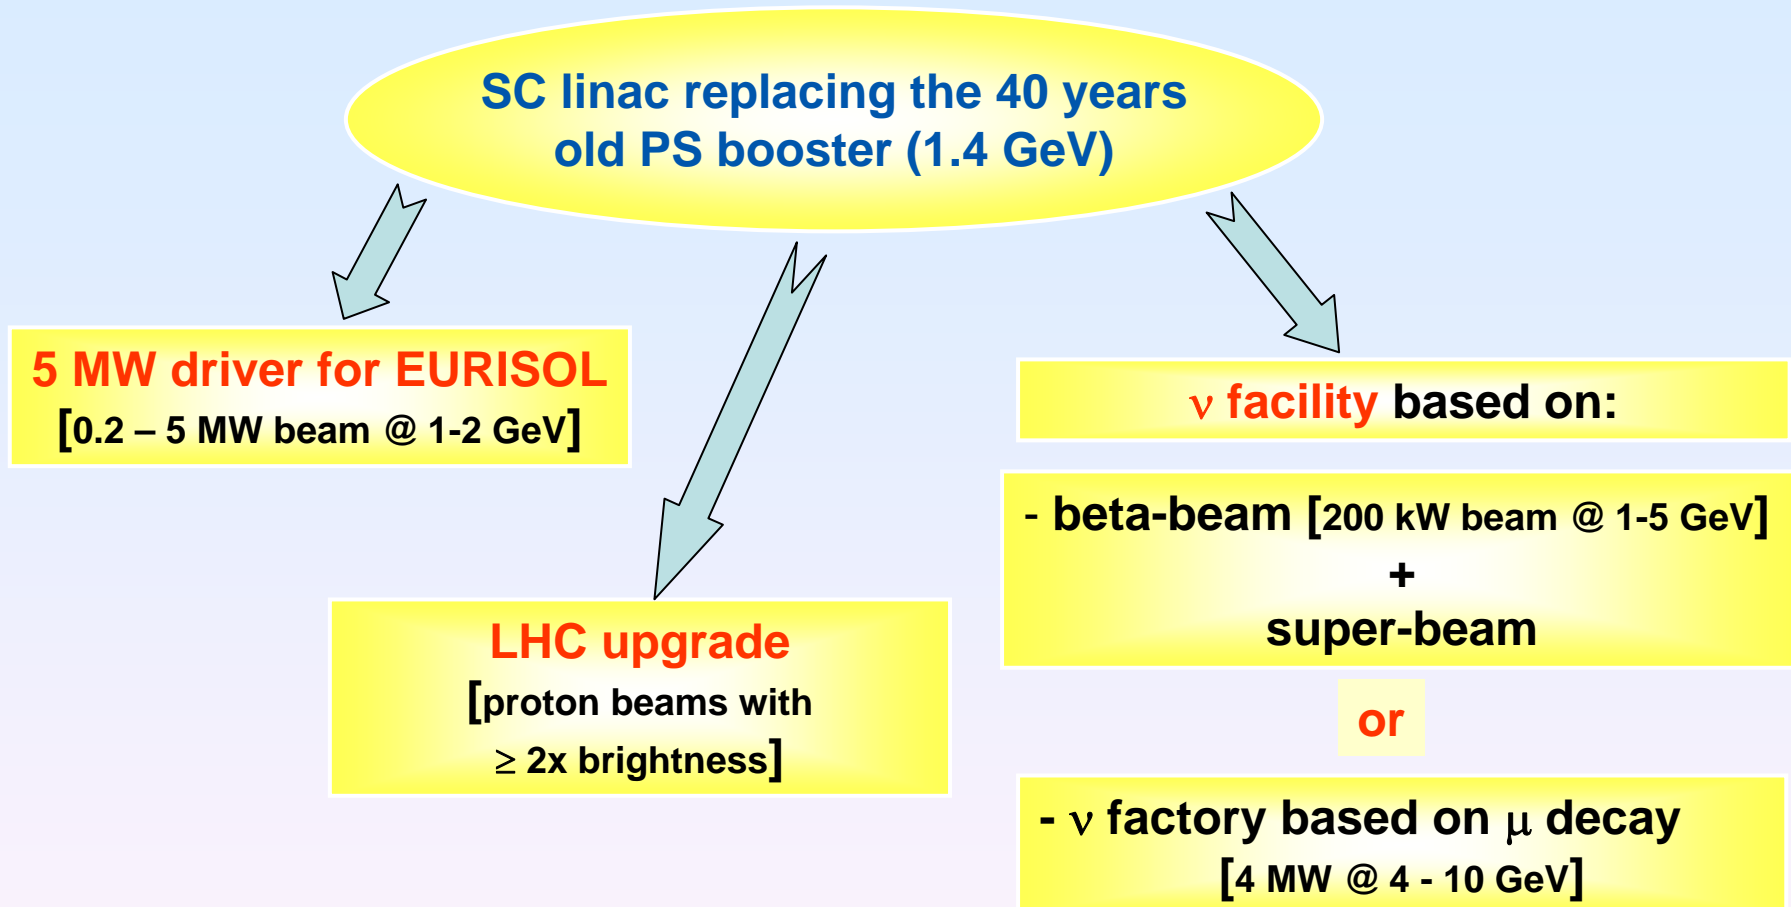 SC linac replacing the 40 years
old PS booster (1.4 GeV)
5 MW driver for EURISOL
[0.2 – 5 MW beam @ 1-2 GeV]
LHC upgrade
[proton beams with
≥ 2x brightness]
ν facility based on:
- beta-beam [200 kW beam @ 1-5 GeV]
+
super-beam
or
- ν factory based on μ decay
[4 MW @ 4 - 10 GeV]